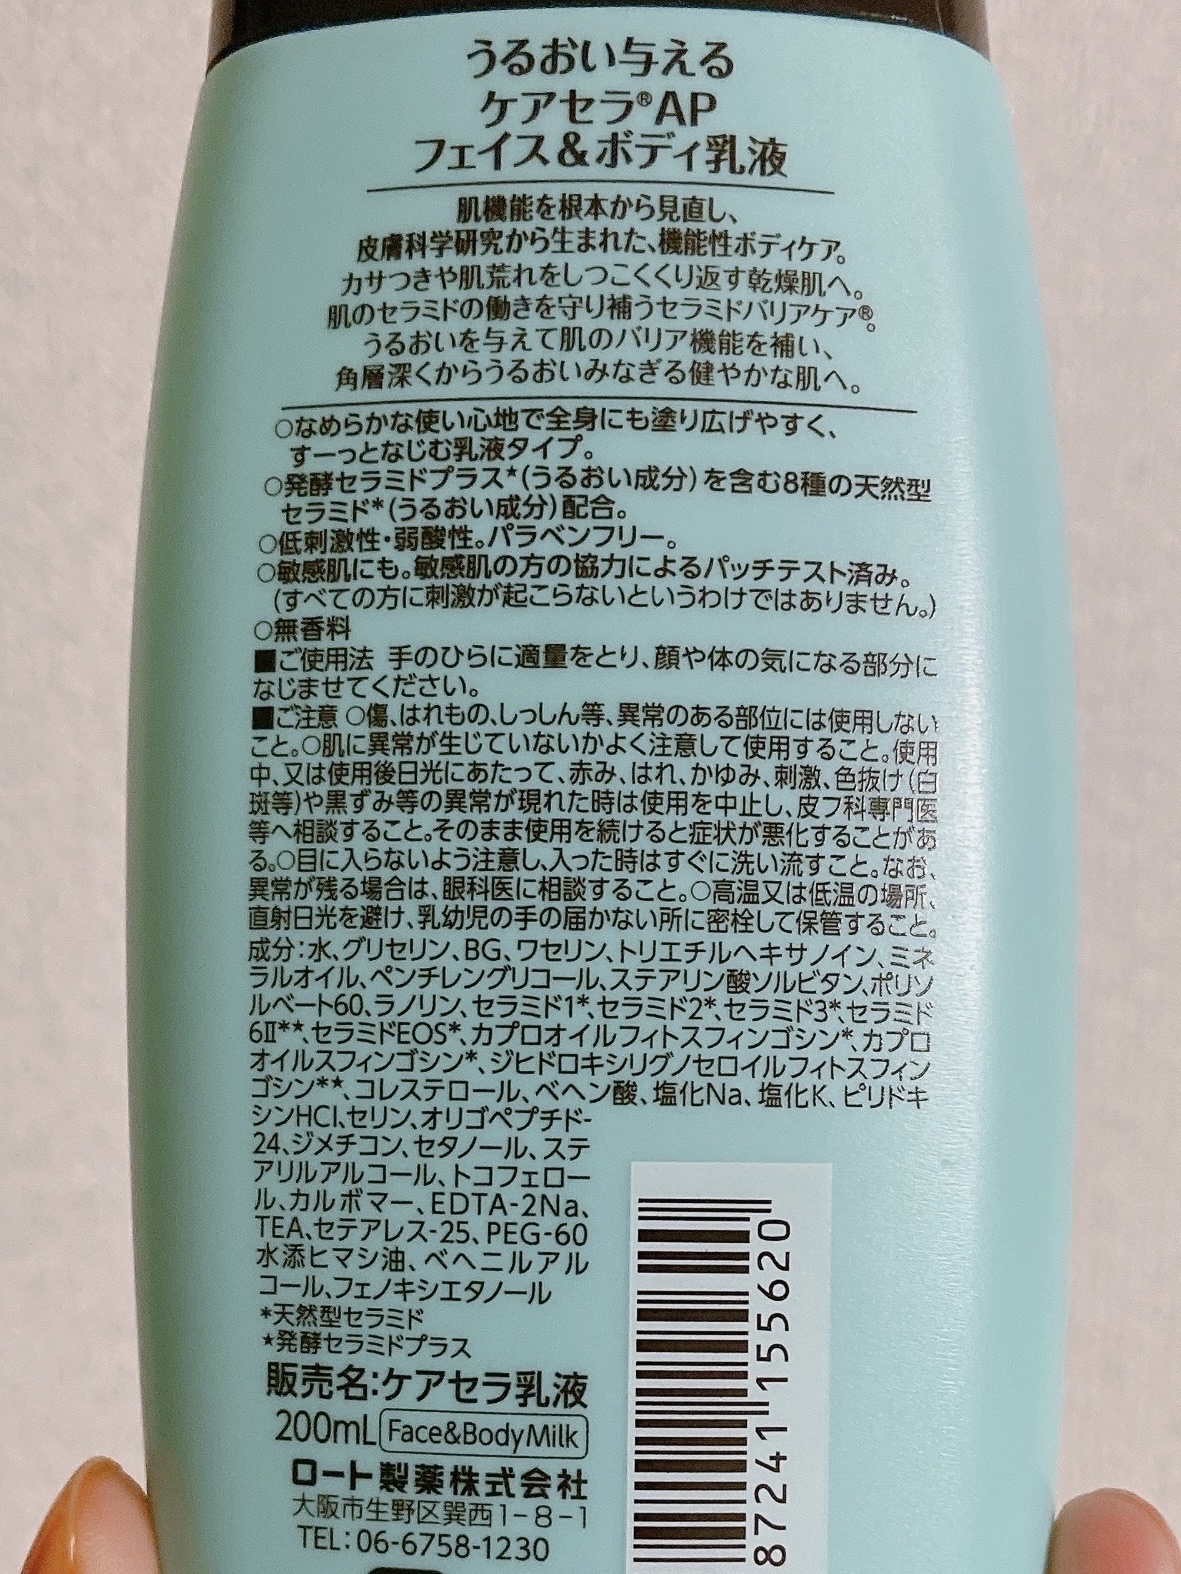 うるおい与える
ケアセラ®AP
フェイス&ボディ乳液
肌機能を根本から見直し、
皮膚科学研究から生まれた、機能性ボディケア。
カサつきや肌荒れをしつこくくり返す乾燥肌へ。
肌のセラミドの働きを守り補うセラミドバリアケア®。
うるおいを与えて肌のバリア機能を補い、
角層深くからうるおいみなぎる健やかな肌へ。
○なめらかな使い心地で全身にも塗り広げやすく、
すーっとなじむ乳液タイプ。
○発酵セラミドプラス★(うるおい成分)を含む8種の天然型
セラミド*(うるおい成分)配合。
○低刺激性・弱酸性。パラベンフリー。
○敏感肌にも。敏感肌の方の協力によるパッチテスト済み。
(すべての方に刺激が起こらないというわけではありません。)
○無香料
■ご使用法 手のひらに適量をとり、顔や体の気になる部分に
なじませてください。
■ご注意 ○傷、はれもの、しっしん等、異常のある部位には使用しない
こと。○肌に異常が生じていないかよく注意して使用すること。使用
中、又は使用後日光にあたって、赤み、はれ、かゆみ、刺激、色抜け(白
斑等)や黒ずみ等の異常が現れた時は使用を中止し、皮フ科専門医
等へ相談すること。そのまま使用を続けると症状が悪化することがあ
る。○目に入らないよう注意し、入った時はすぐに洗い流すこと。なお、
異常が残る場合は、眼科医に相談すること。○高温又は低温の場所、
直射日光を避け、乳幼児の手の届かない所に密栓して保管すること。
成分:水、グリセリン、BG、ワセリン、トリエチルヘキサノイン、ミネ
ラルオイル、ペンチレングリコール、ステアリン酸ソルビタン、ポリソ
ルベート60、ラノリン、セラミド1*、セラミド2*、セラミド3*、セラミド
6Ⅱ*★、セラミドEOS*、カプロオイルフィトスフィンゴシン*、カプロ
オイルスフィンゴシン*、ジヒドロキシリグノセロイルフィトスフィン
ゴシン*★、コレステロール、ベヘン酸、塩化Na、塩化K、ピリドキ
シンHCl、セリン、オリゴペプチド-
24、ジメチコン、セタノール、ステ
アリルアルコール、トコフェロー
ル、カルボマー、EDTA-2Na、
TEA、セテアレス-25、PEG-60
水添ヒマシ油、ベヘニルアル
コール、フェノキシエタノール
*天然型セラミド
★発酵セラミドプラス
販売名:ケアセラ乳液
200mL Face&Body Milk
ロート製薬株式会社
大阪市生野区巽西1-8-1
TEL:06-6758-1230
87241 155620